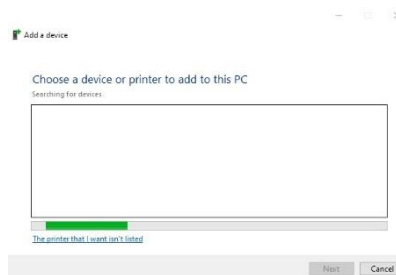 Add a device
Choose a device or printer to add to this PC
Searching for devices
The printer that I want isn't listed
Next Cancel